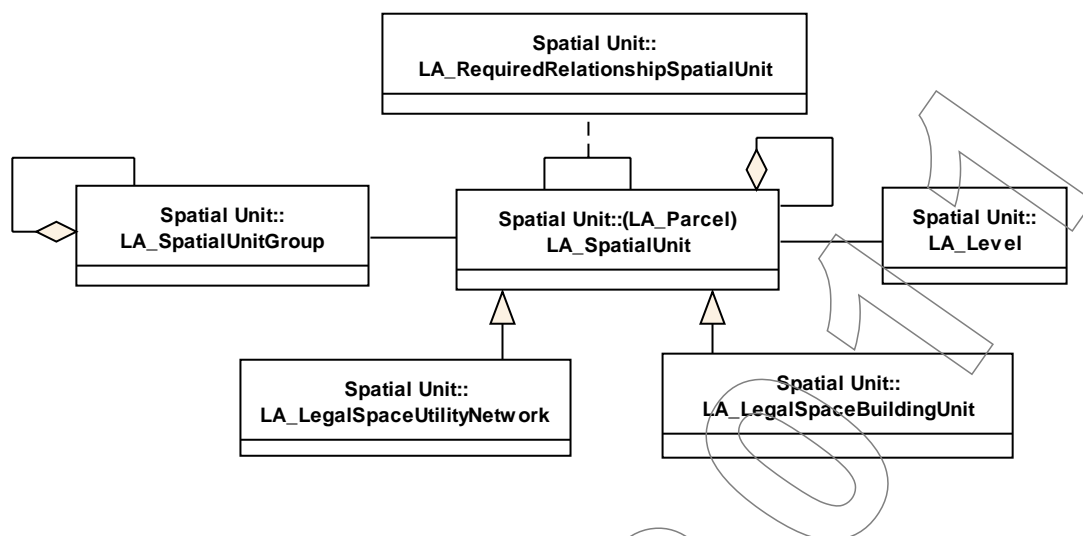 Spatial Unit::
LA_RequiredRelationshipSpatialUnit
Spatial Unit::
LA_SpatialUnitGroup
Spatial Unit::(LA_Parcel)
LA_SpatialUnit
Spatial Unit::
LA_Level
Spatial Unit::
LA_LegalSpaceUtilityNetwork
Spatial Unit::
LA_LegalSpaceBuildingUnit